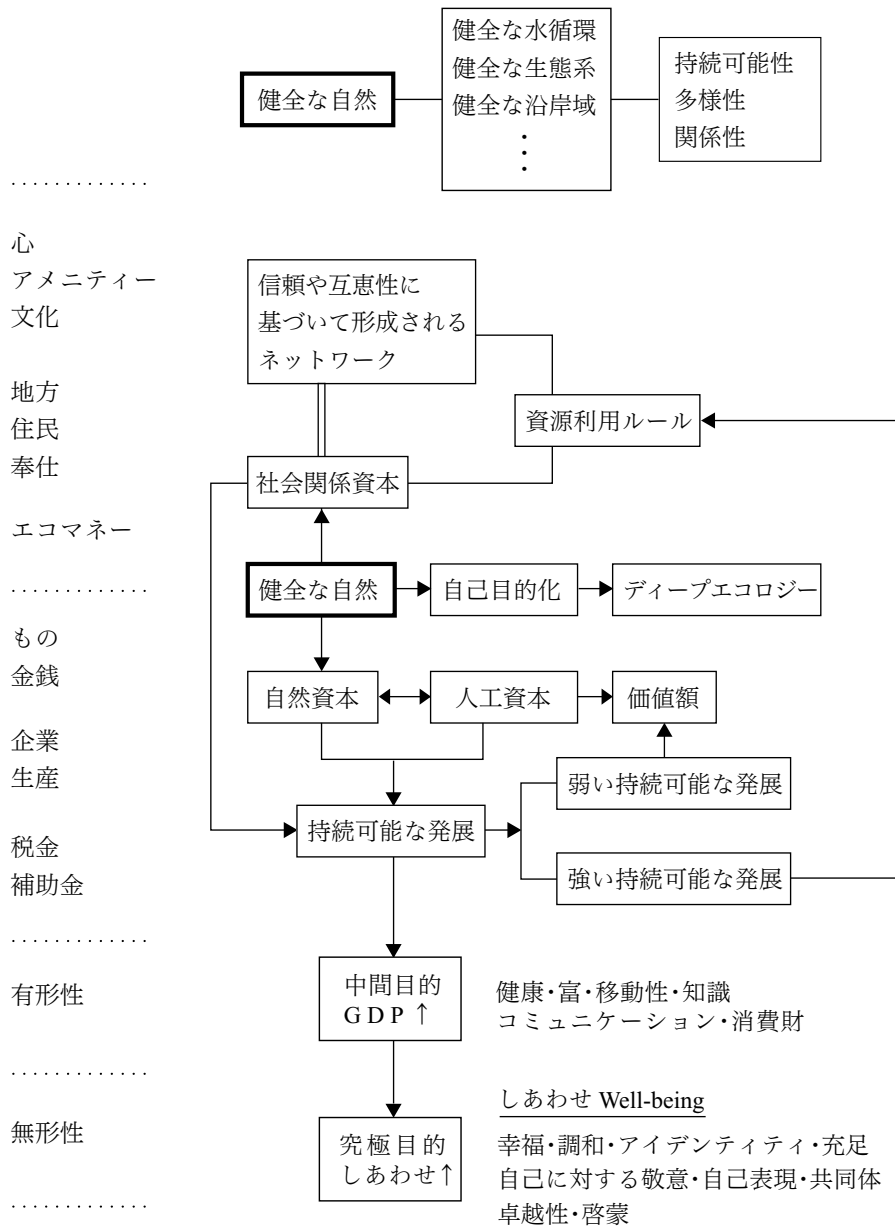 健全な自然
健全な水循環
健全な生態系
健全な沿岸域
⋮
持続可能性
多様性
関係性
.............
心
アメニティー
文化
地方
住民
奉仕
エコマネー
信頼や互恵性に
基づいて形成される
ネットワーク
資源利用ルール
社会関係資本
健全な自然
自己目的化
ディープエコロジー
.............
もの
金銭
企業
生産
税金
補助金
自然資本
人工資本
価値額
弱い持続可能な発展
持続可能な発展
強い持続可能な発展
.............
有形性
中間目的
GDP↑
健康・富・移動性・知識
コミュニケーション・消費財
.............
無形性
究極目的
しあわせ↑
しあわせ Well-being
幸福・調和・アイデンティティ・充足
自己に対する敬意・自己表現・共同体
卓越性・啓蒙
.............